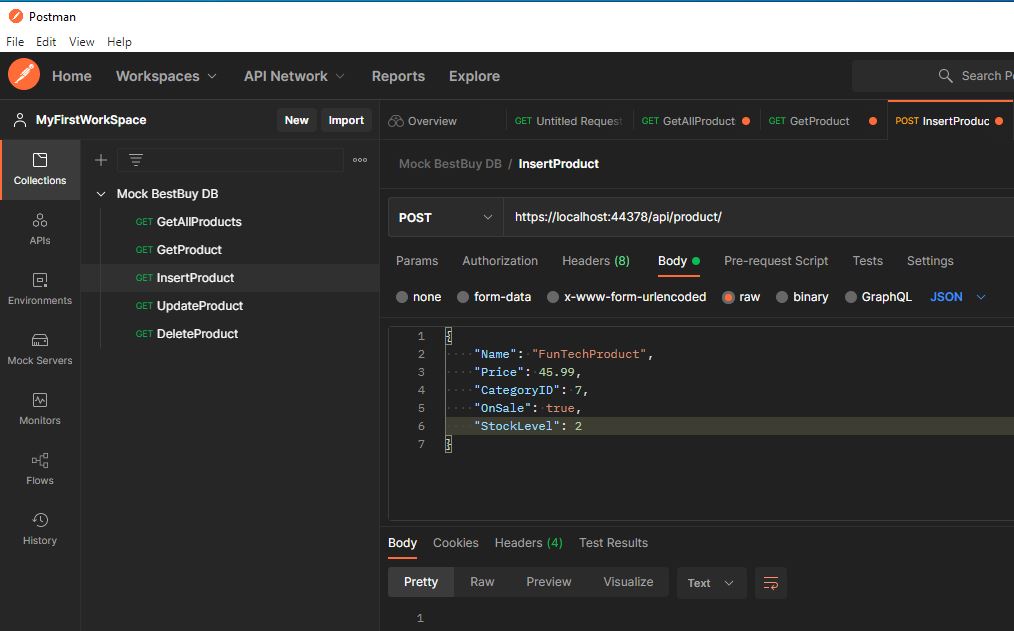 Postman
File Edit View Help
Home Workspaces API Network Reports Explore Search P
MyFirstWorkSpace New Import
Overview GET Untitled Request GET GetAllProduct GET GetProduct POST InsertProduc
Collections
APIs
Environments
Mock Servers
Monitors
Flows
History
Mock BestBuy DB
GET GetAllProducts
GET GetProduct
GET InsertProduct
GET UpdateProduct
GET DeleteProduct
Mock BestBuy DB / InsertProduct
POST https://localhost:44378/api/product/
Params Authorization Headers (8) Body Pre-request Script Tests Settings
none form-data x-www-form-urlencoded raw binary GraphQL JSON
1 {
2 "Name": "FunTechProduct",
3 "Price": 45.99,
4 "CategoryID": 7,
5 "OnSale": true,
6 "StockLevel": 2
7 }
Body Cookies Headers (4) Test Results
Pretty Raw Preview Visualize Text
1